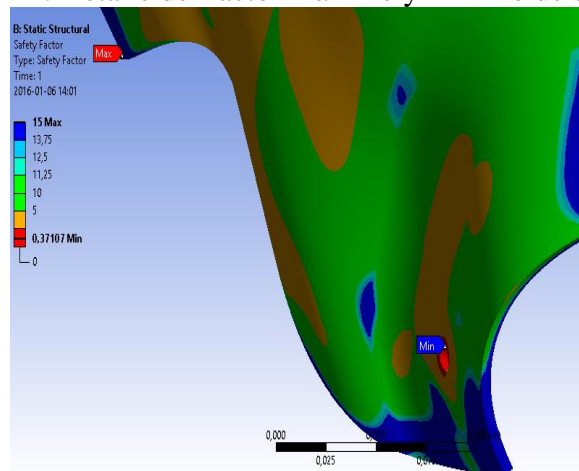 B: Static Structural
Safety Factor
Type: Safety Factor
Time: 1
2016-01-06 14:01
Max
15 Max
13,75
12,5
11,25
10
5
0,37107 Min
0
Min
0,000
0,025